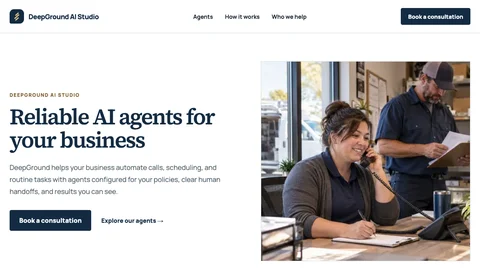 DeepGround AI Studio
Agents
How it works
Who we help
Book a consultation
DEEPGROUND AI STUDIO
Reliable AI agents for
your business
DeepGround helps your business automate calls, scheduling, and
routine tasks with agents configured for your policies, clear human
handoffs, and results you can see.
Book a consultation
Explore our agents →